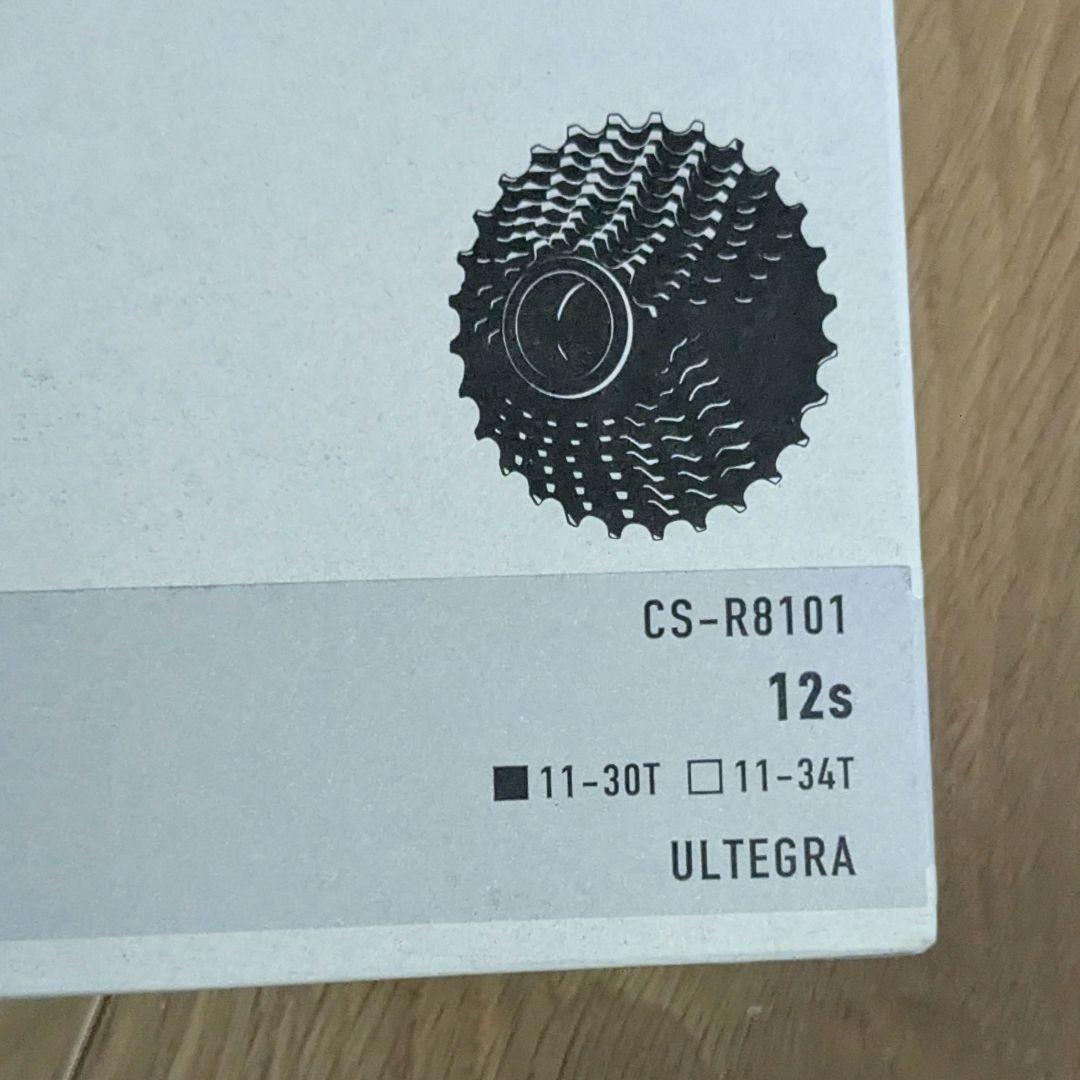 CS-R8101
12s
■11-30T □11-34T
ULTEGRA